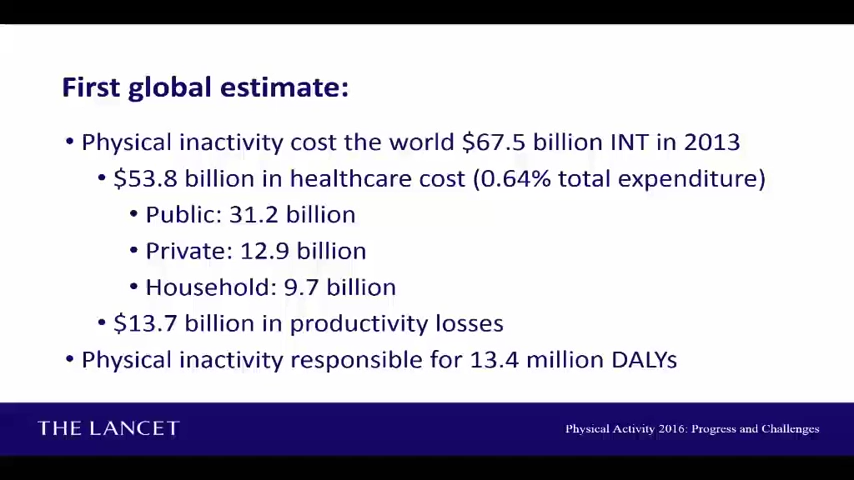 First global estimate:
• Physical inactivity cost the world $67.5 billion INT in 2013
• $53.8 billion in healthcare cost (0.64% total expenditure)
• Public: 31.2 billion
• Private: 12.9 billion
• Household: 9.7 billion
• $13.7 billion in productivity losses
• Physical inactivity responsible for 13.4 million DALYs
THE LANCET
Physical Activity 2016: Progress and Challenges